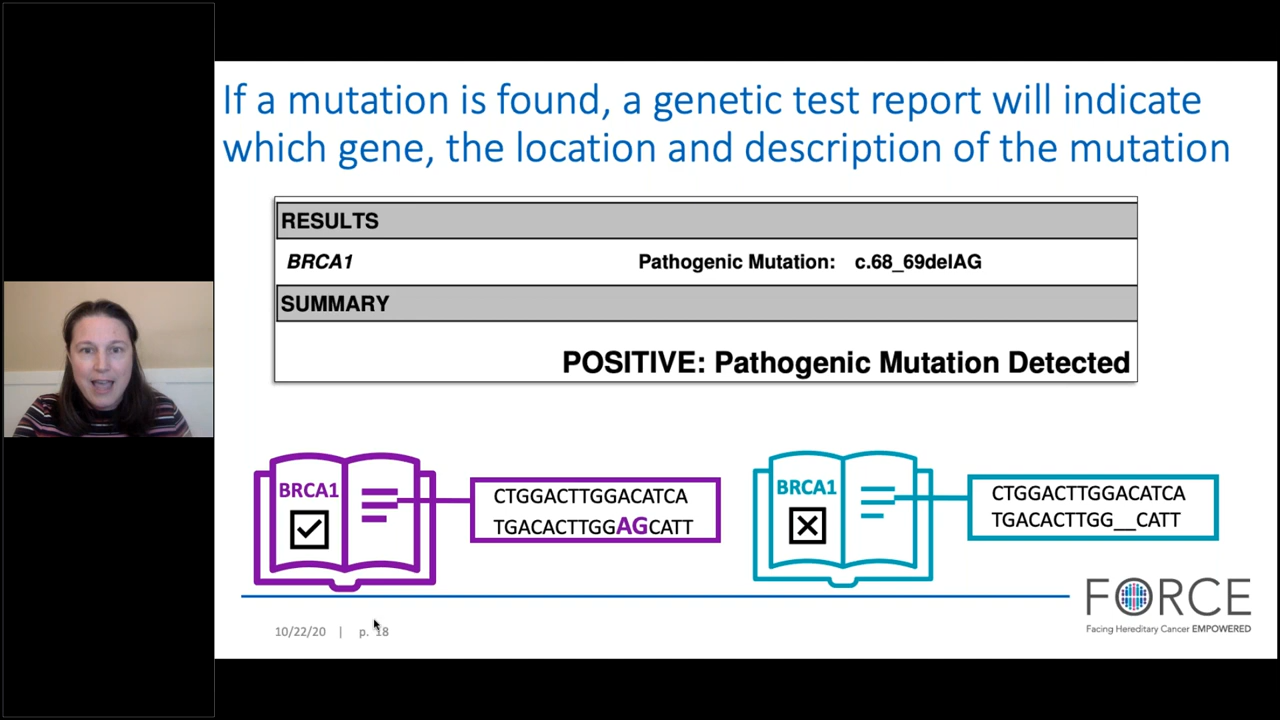 If a mutation is found, a genetic test report will indicate
which gene, the location and description of the mutation
RESULTS
BRCA1 Pathogenic Mutation: c.68_69delAG
SUMMARY
POSITIVE: Pathogenic Mutation Detected
BRCA1
CTGGACTTGGACATCA
TGACACTTGGAGCATT
BRCA1
CTGGACTTGGACATCA
TGACACTTGG__CATT
10/22/20 | p. 18
FORCE
Facing Hereditary Cancer EMPOWERED